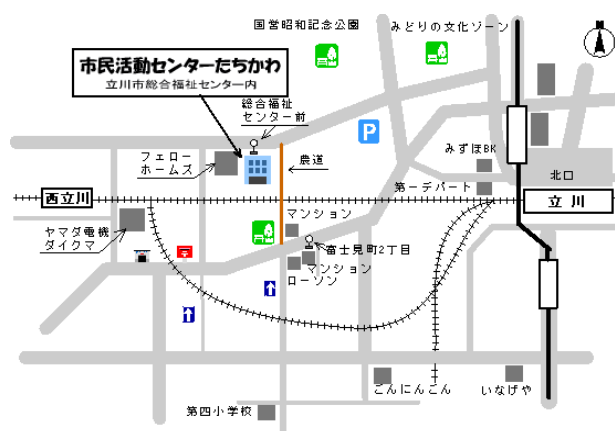 国営昭和記念公園
みどりの文化ゾーン
N
市民活動センターたちかわ
立川市総合福祉センター内
総合福祉
センター前
P
フェロー
ホームズ
農道
みずほBK
北口
第一デパート
西立川
立川
ヤマダ電機
ダイクマ
マンション
富士見町2丁目
マンション
ローソン
ごんにんごん
いなげや
第四小学校